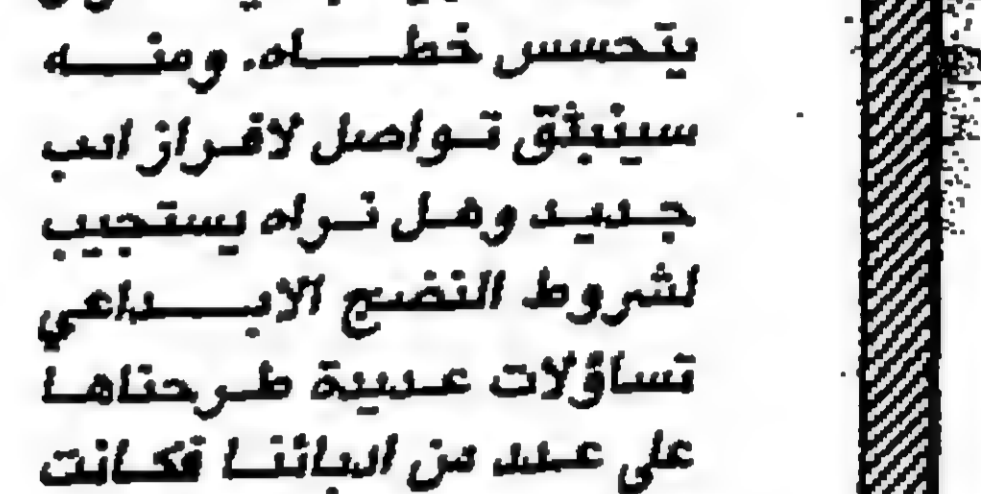 يتحسس خطاه. ومنه
سينبثق تواصل لافراز ادب
جديد وهل تراه يستجيب
لشروط النضج الابداعي
تساؤلات عديدة طرحناها
على عدد من ادبائنا فكانت